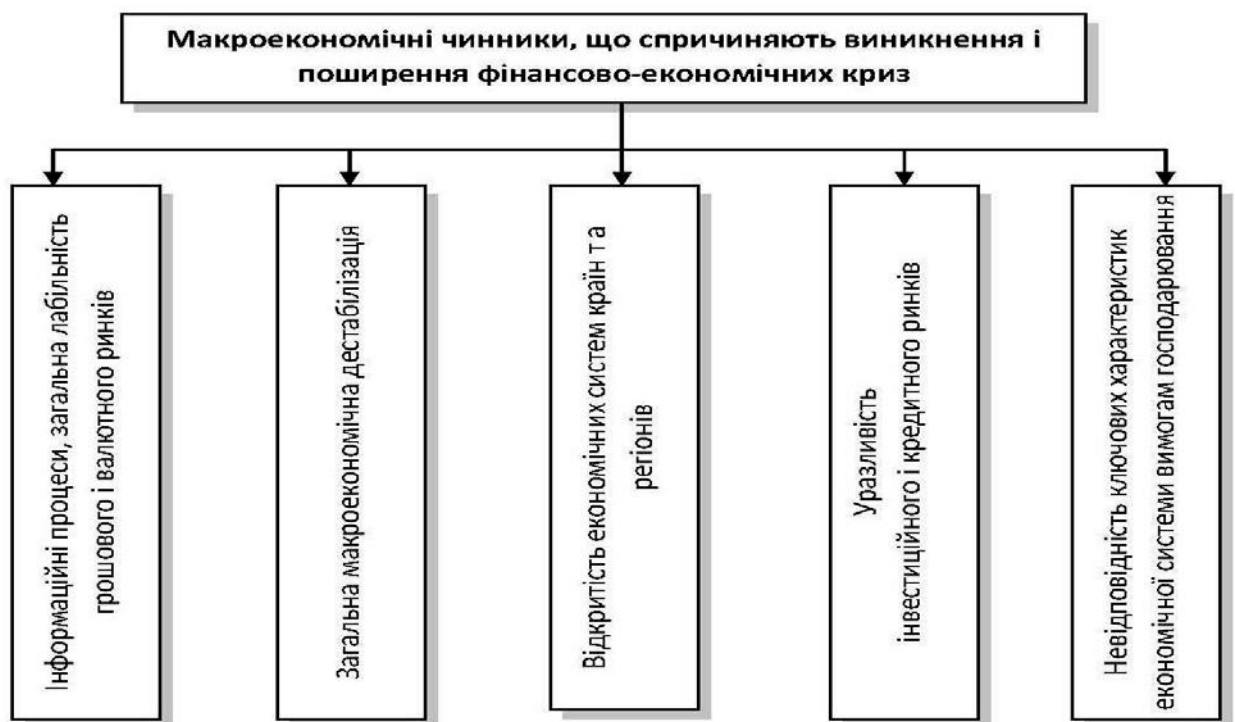 Макроекономічні чинники, що спричиняють виникнення і
поширення фінансово-економічних криз
Інформаційні процеси, загальна лабільність
грошового і валютного ринків
Загальна макроекономічна дестабілізація
Відкритість економічних систем країн т а
регіонів
Уразливість
інвестиційного і кредитного ринків
Невідповідність ключових характеристик
економічної системи вимогам господарювання